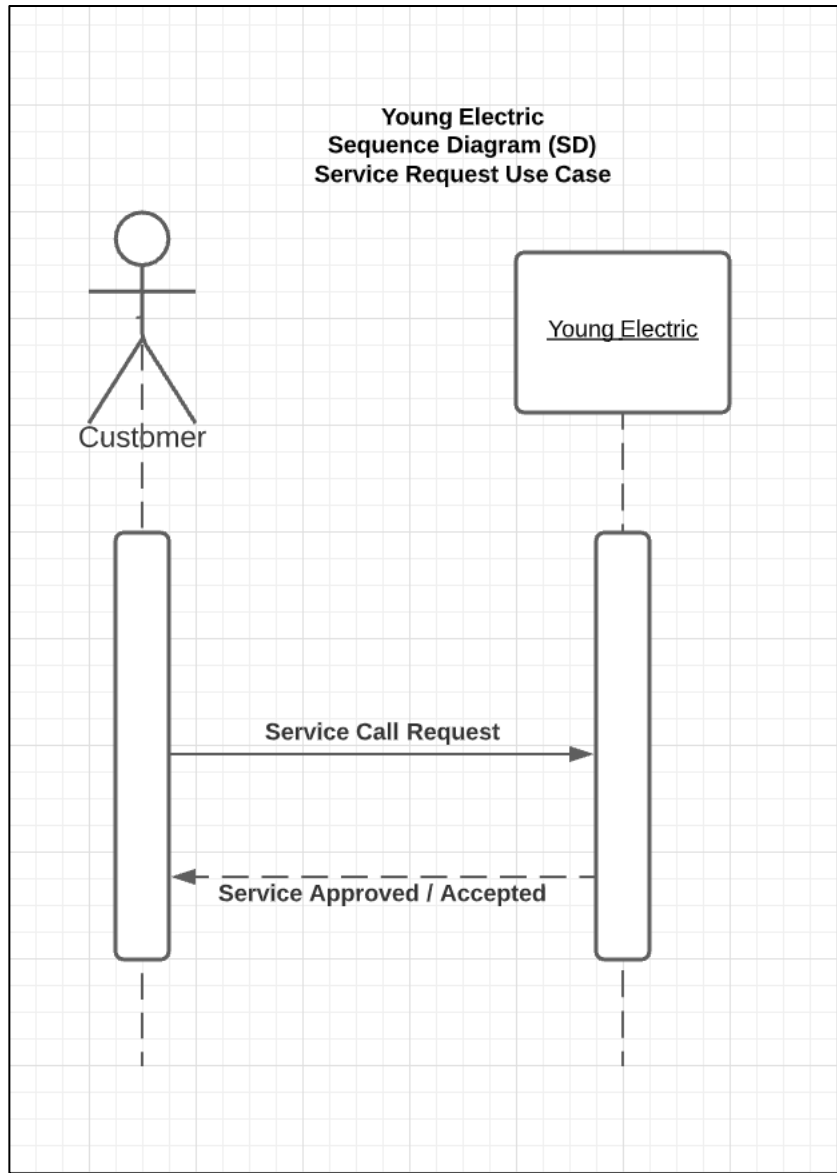 Young Electric
Sequence Diagram (SD)
Service Request Use Case
Young Electric
Customer
Service Call Request
Service Approved / Accepted